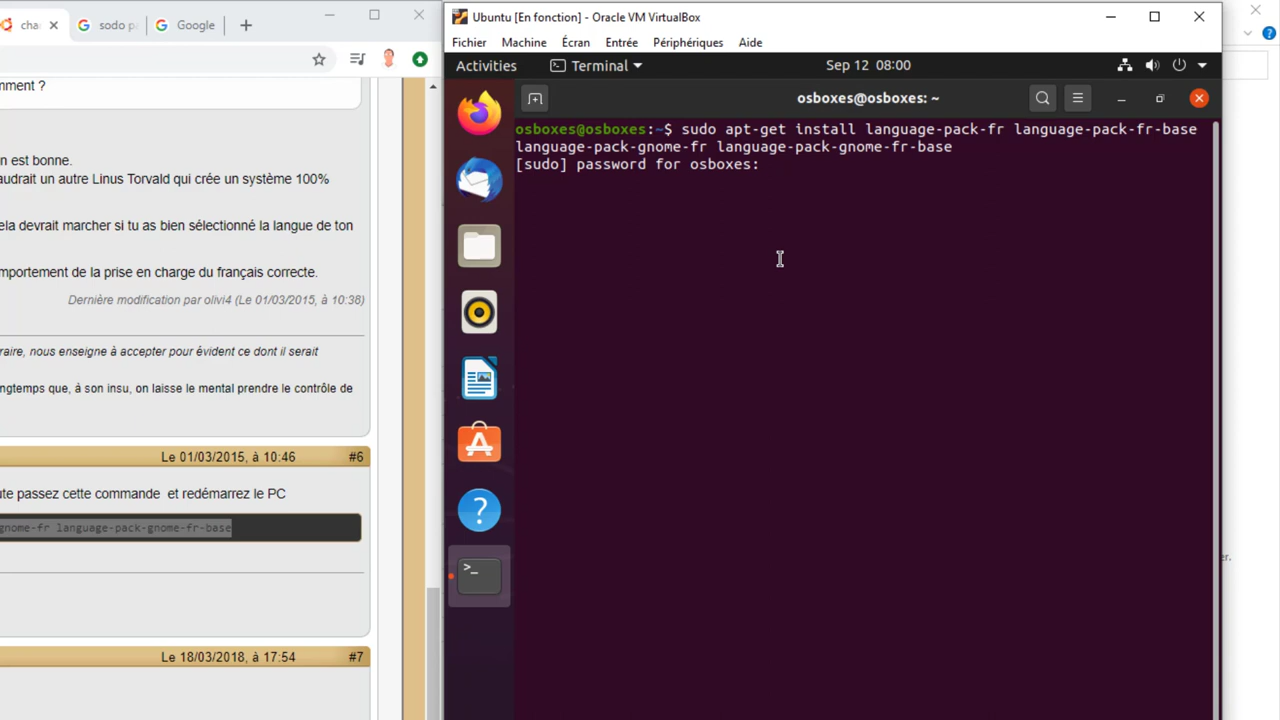 cha
sodo p
Google
mment ?
n est bonne.
audrait un autre Linus Torvald qui crée un système 100%
ela devrait marcher si tu as bien sélectionné la langue de ton
mportement de la prise en charge du français correcte.
Dernière modification par olivi4 (Le 01/03/2015, à 10:38)
raire, nous enseigne à accepter pour évident ce dont il serait
ngtemps que, à son insu, on laisse le mental prendre le contrôle de
Le 01/03/2015, à 10:46 #6
ute passez cette commande et redémarrez le PC
gnome-fr language-pack-gnome-fr-base
Le 18/03/2018, à 17:54 #7
Ubuntu [En fonction] - Oracle VM VirtualBox
Fichier Machine Écran Entrée Périphériques Aide
Activities Terminal Sep 12 08:00
osboxes@osboxes: ~
osboxes@osboxes:~$ sudo apt-get install language-pack-fr language-pack-fr-base
language-pack-gnome-fr language-pack-gnome-fr-base
[sudo] password for osboxes:
er.